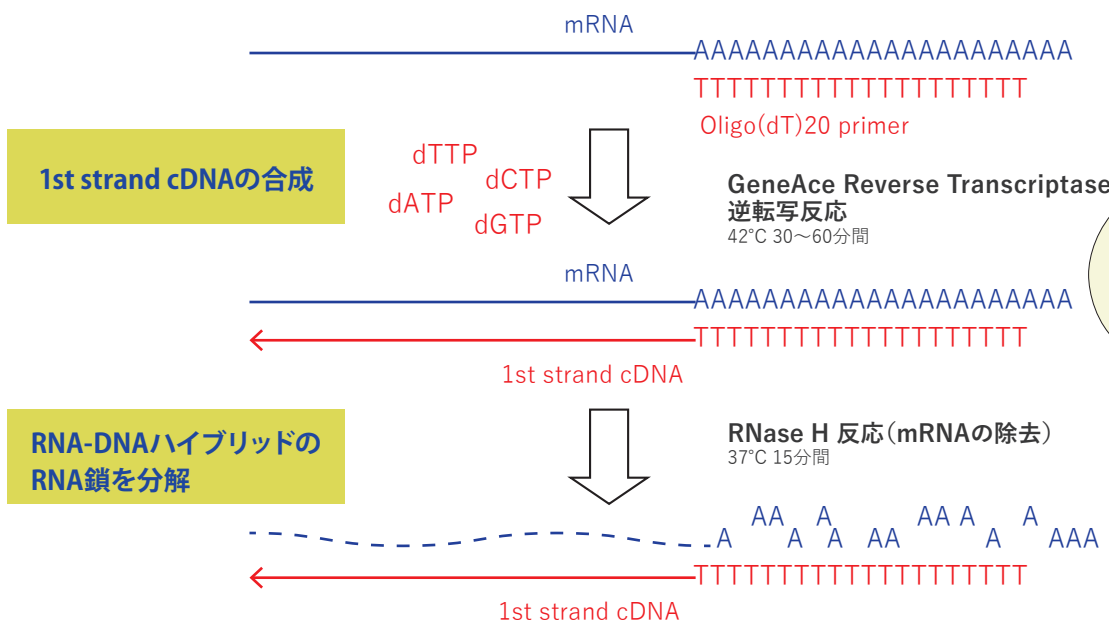 mRNA
AAAAAAAAAAAAAAAAAAAAAA
TTTTTTTTTTTTTTTTTTTT
Oligo(dT)20 primer
1st strand cDNAの合成
dTTP
dCTP
dATP
dGTP
GeneAce Reverse Transcriptase
逆転写反応
42°C 30～60分間
mRNA
AAAAAAAAAAAAAAAAAAAAAA
TTTTTTTTTTTTTTTTTTTT
1st strand cDNA
RNA-DNAハイブリッドの
RNA鎖を分解
RNase H 反応（mRNAの除去）
37°C 15分間
AA A AA A A
A A A AA A AAA
TTTTTTTTTTTTTTTTTTTT
1st strand cDNA